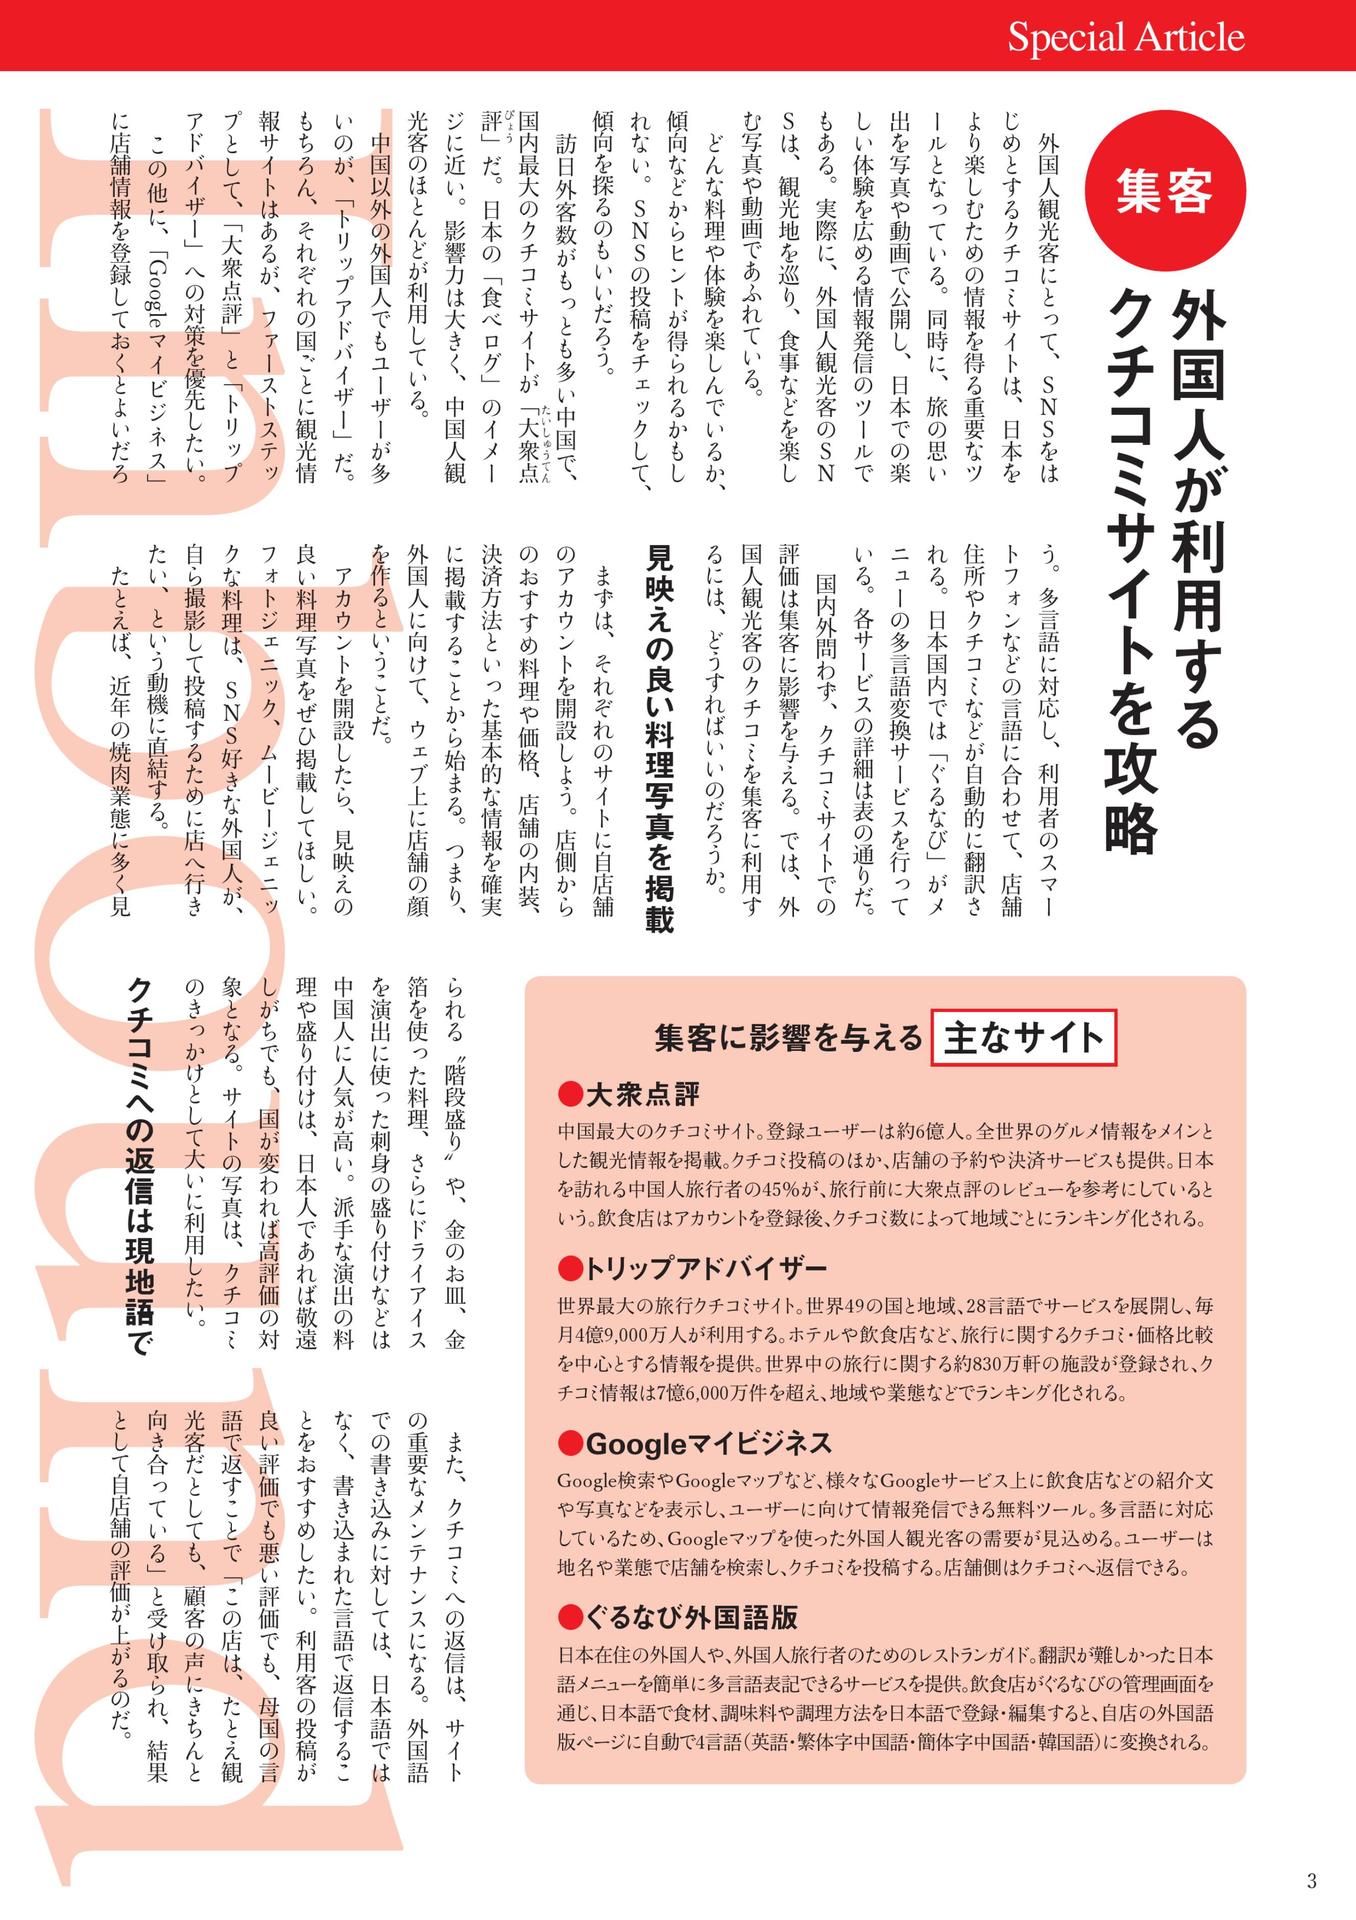 Special Article
集客
外国人が利用する
クチコミサイトを攻略
　外国人観光客にとって、SNSをは
じめとするクチコミサイトは、日本を
より楽しむための情報を得る重要なツ
ールとなっている。同時に、旅の思い
出を写真や動画で公開し、日本での楽
しい体験を広める情報発信のツールで
もある。実際に、外国人観光客のSN
Sは、観光地を巡り、食事などを楽し
む写真や動画であふれている。
　どんな料理や体験を楽しんでいるか、
傾向などからヒントが得られるかもし
れない。SNSの投稿をチェックして、
傾向を探るのもいいだろう。
　訪日外客数がもっとも多い中国で、
国内最大のクチコミサイトが「大衆点
たいしゅうてん
評」だ。日本の「食べログ」のイメー
ぴょう
ジに近い。影響力は大きく、中国人観
光客のほとんどが利用している。
　中国以外の外国人でもユーザーが多
いのが、「トリップアドバイザー」だ。
もちろん、それぞれの国ごとに観光情
報サイトはあるが、ファーストステッ
プとして、「大衆点評」と「トリップ
アドバイザー」への対策を優先したい。
　この他に、「Googleマイビジネス」
に店舗情報を登録しておくとよいだろ
う。多言語に対応し、利用者のスマー
トフォンなどの言語に合わせて、店舗
住所やクチコミなどが自動的に翻訳さ
れる。日本国内では「ぐるなび」がメ
ニューの多言語変換サービスを行って
いる。各サービスの詳細は表の通りだ。
　国内外問わず、クチコミサイトでの
評価は集客に影響を与える。では、外
国人観光客のクチコミを集客に利用す
るには、どうすればいいのだろうか。
見映えの良い料理写真を掲載
　まずは、それぞれのサイトに自店舗
のアカウントを開設しよう。店側から
のおすすめ料理や価格、店舗の内装、
決済方法といった基本的な情報を確実
に掲載することから始まる。つまり、
外国人に向けて、ウェブ上に店舗の顔
を作るということだ。
　アカウントを開設したら、見映えの
良い料理写真をぜひ掲載してほしい。
フォトジェニック、ムービージェニッ
クな料理は、SNS好きな外国人が、
自ら撮影して投稿するために店へ行き
たい、という動機に直結する。
　たとえば、近年の焼肉業態に多く見
られる〝階段盛り〟や、金のお皿、金
箔を使った料理、さらにドライアイス
を演出に使った刺身の盛り付けなどは
中国人に人気が高い。派手な演出の料
理や盛り付けは、日本人であれば敬遠
しがちでも、国が変われば高評価の対
象となる。サイトの写真は、クチコミ
のきっかけとして大いに利用したい。
クチコミへの返信は現地語で
　また、クチコミへの返信は、サイト
の重要なメンテナンスになる。外国語
での書き込みに対しては、日本語では
なく、書き込まれた言語で返信するこ
とをおすすめしたい。利用客の投稿が
良い評価でも悪い評価でも、母国の言
語で返すことで「この店は、たとえ観
光客だとしても、顧客の声にきちんと
向き合っている」と受け取られ、結果
として自店舗の評価が上がるのだ。
集客に影響を与える 主なサイト
●大衆点評
中国最大のクチコミサイト。登録ユーザーは約6億人。全世界のグルメ情報をメインと
した観光情報を掲載。クチコミ投稿のほか、店舗の予約や決済サービスも提供。日本
を訪れる中国人旅行者の45%が、旅行前に大衆点評のレビューを参考にしていると
いう。飲食店はアカウントを登録後、クチコミ数によって地域ごとにランキング化される。
●トリップアドバイザー
世界最大の旅行クチコミサイト。世界49の国と地域、28言語でサービスを展開し、毎
月4億9,000万人が利用する。ホテルや飲食店など、旅行に関するクチコミ・価格比較
を中心とする情報を提供。世界中の旅行に関する約830万軒の施設が登録され、ク
チコミ情報は7憶6,000万件を超え、地域や業態などでランキング化される。
●Googleマイビジネス
Google検索やGoogleマップなど、様々なGoogleサービス上に飲食店などの紹介文
や写真などを表示し、ユーザーに向けて情報発信できる無料ツール。多言語に対応
しているため、Googleマップを使った外国人観光客の需要が見込める。ユーザーは
地名や業態で店舗を検索し、クチコミを投稿する。店舗側はクチコミへ返信できる。
●ぐるなび外国語版
日本在住の外国人や、外国人旅行者のためのレストランガイド。翻訳が難しかった日本
語メニューを簡単に多言語表記できるサービスを提供。飲食店がぐるなびの管理画面を
通じ、日本語で食材、調味料や調理方法を日本語で登録・編集すると、自店の外国語
版ページに自動で4言語（英語・繁体字中国語・簡体字中国語・韓国語）に変換される。
Inbound
3